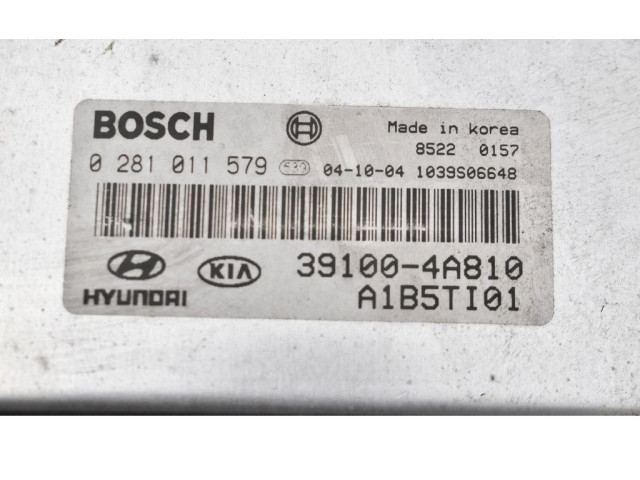 BOSCH
Made in korea
8522 0157
0 281 011 579 04-10-04 1039S06648
KIA 39100-4A810
HYUNDAI A1B5TI01